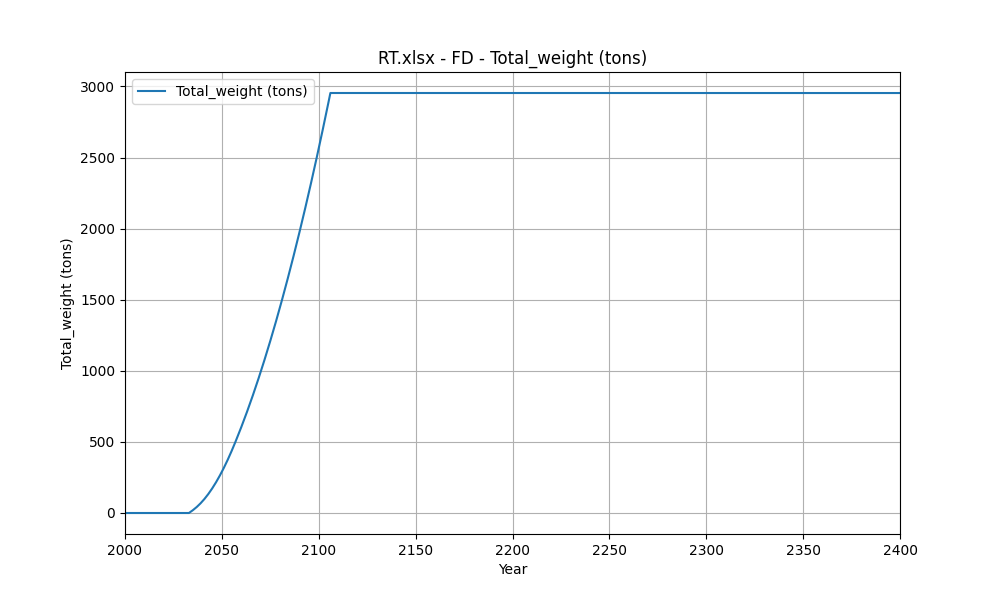 RT.xlsx - FD - Total_weight (tons)
Total_weight (tons)
3000
2500
2000
1500
1000
500
0
Total_weight (tons)
2000 2050 2100 2150 2200 2250 2300 2350 2400
Year